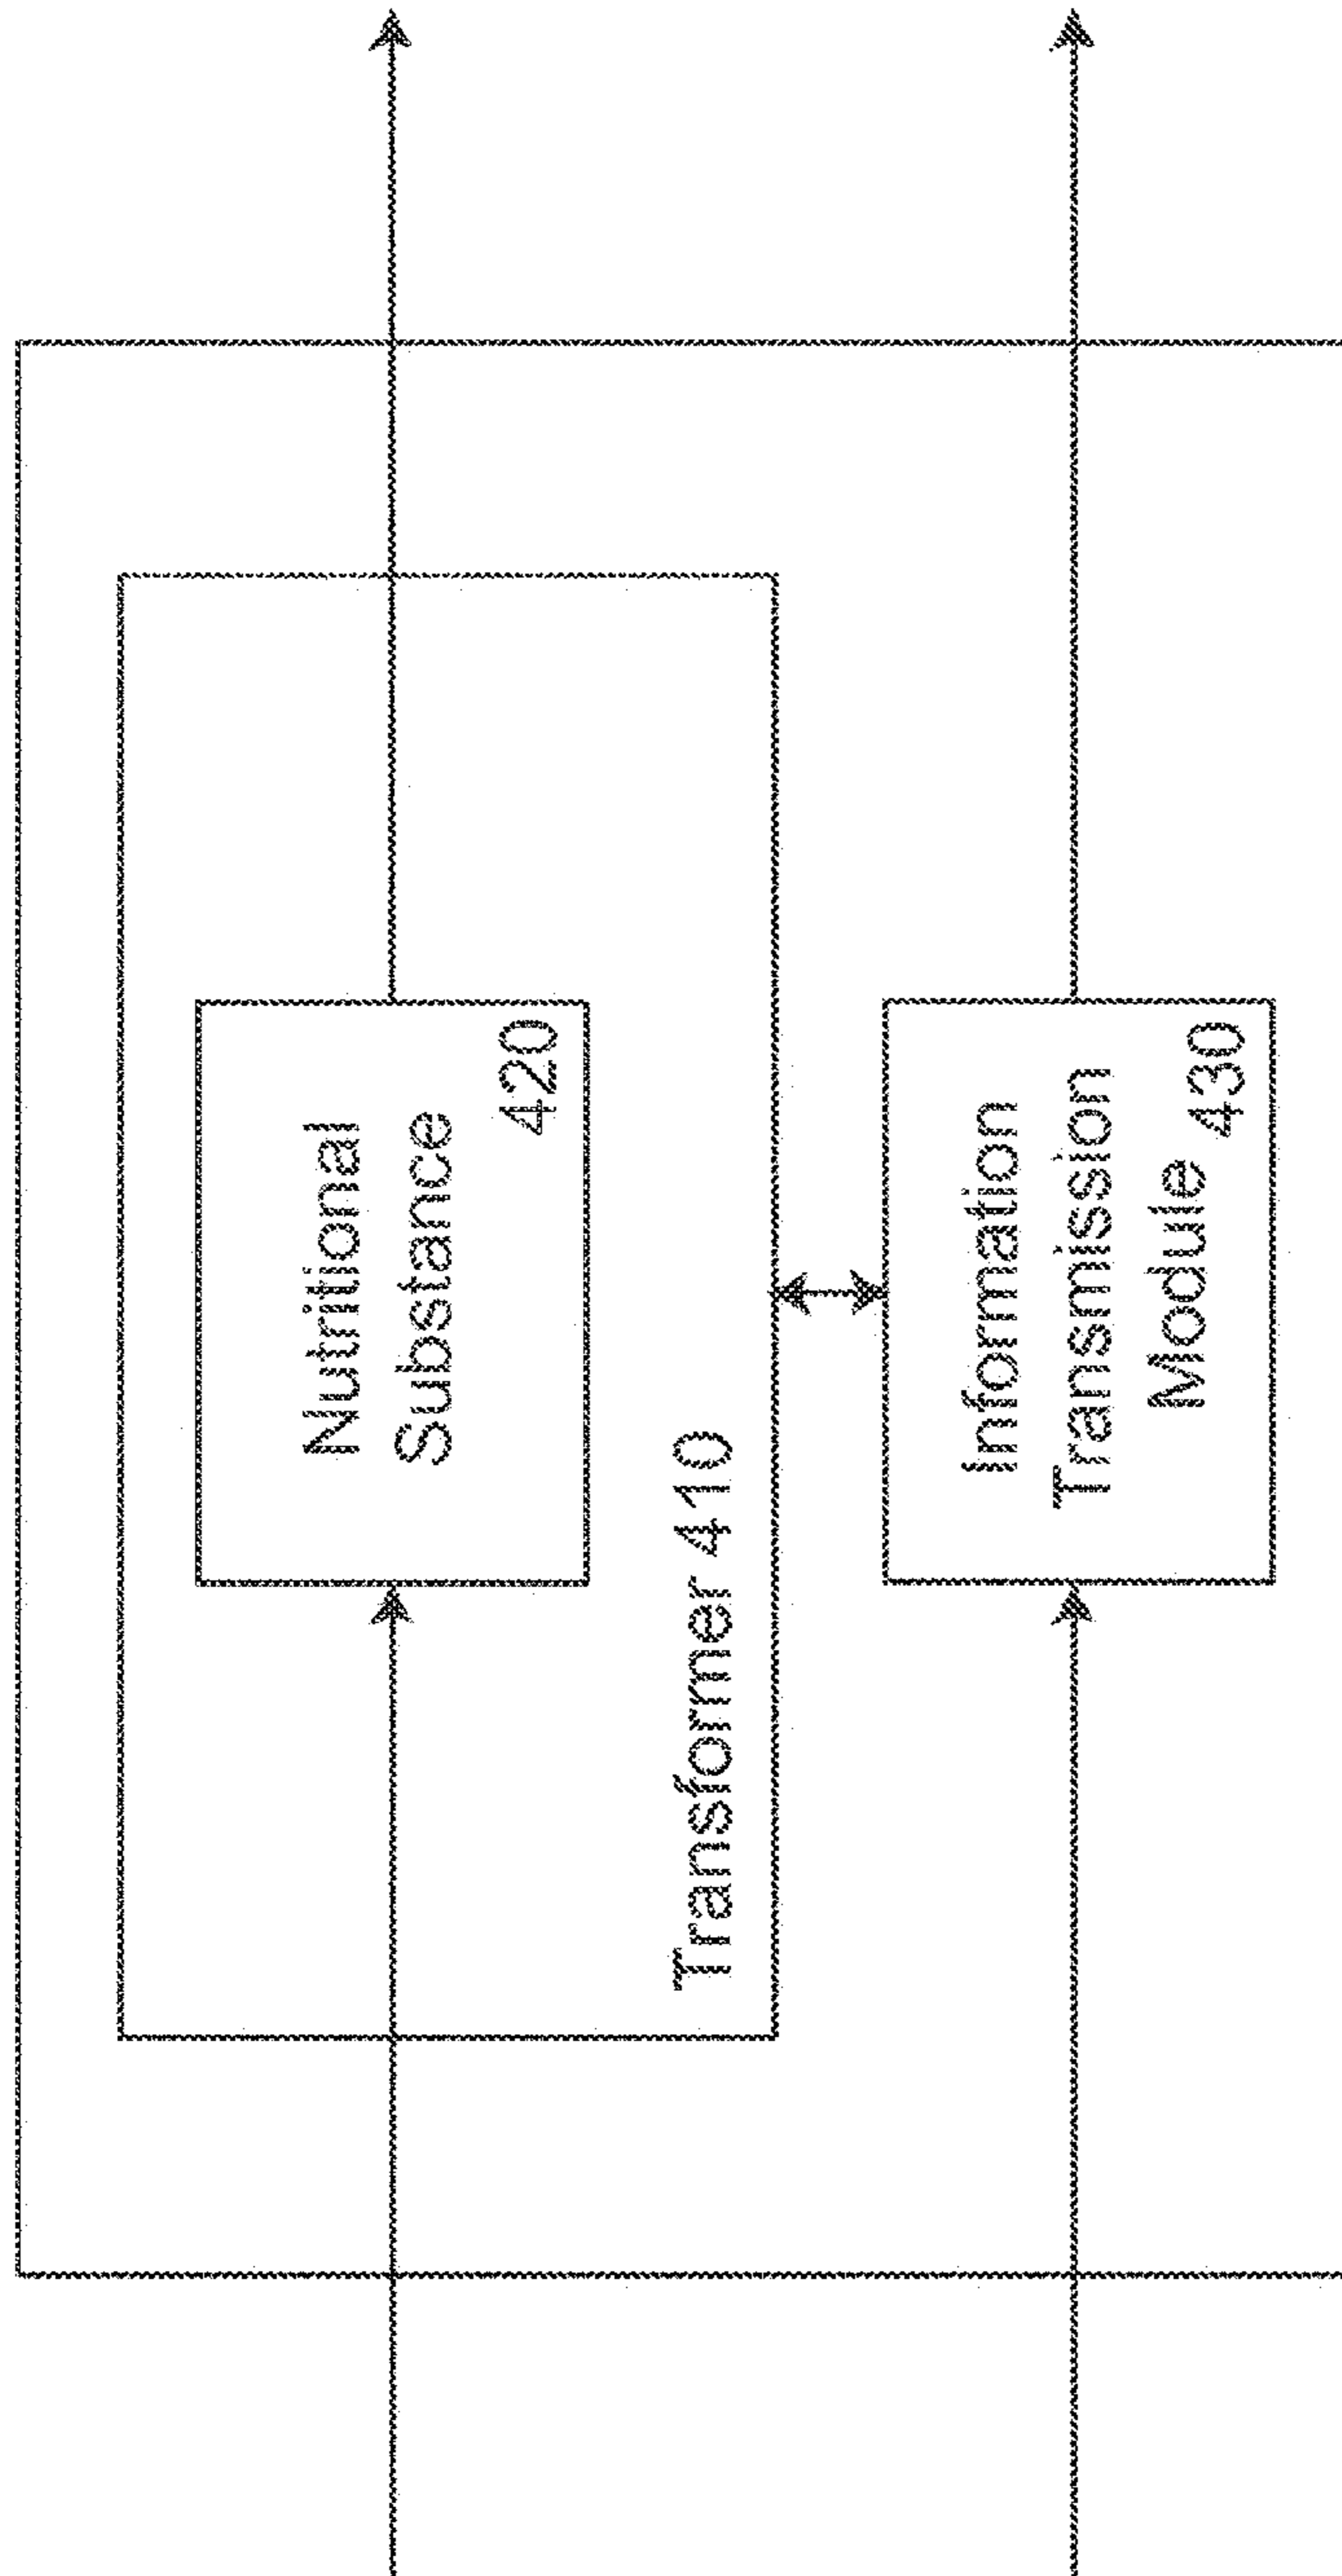 Nutritional
Substance
420
Transformer 410
Information
Transmission
Module 430